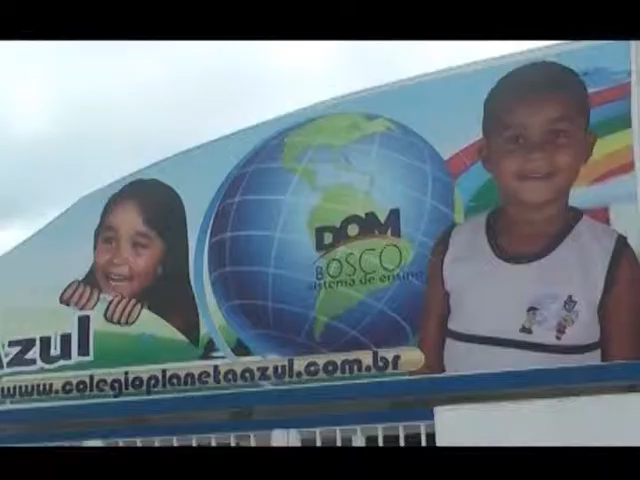 DOM
BOSCO
sistema de ensino
Azul
www.colegioplanetaazul.com.br